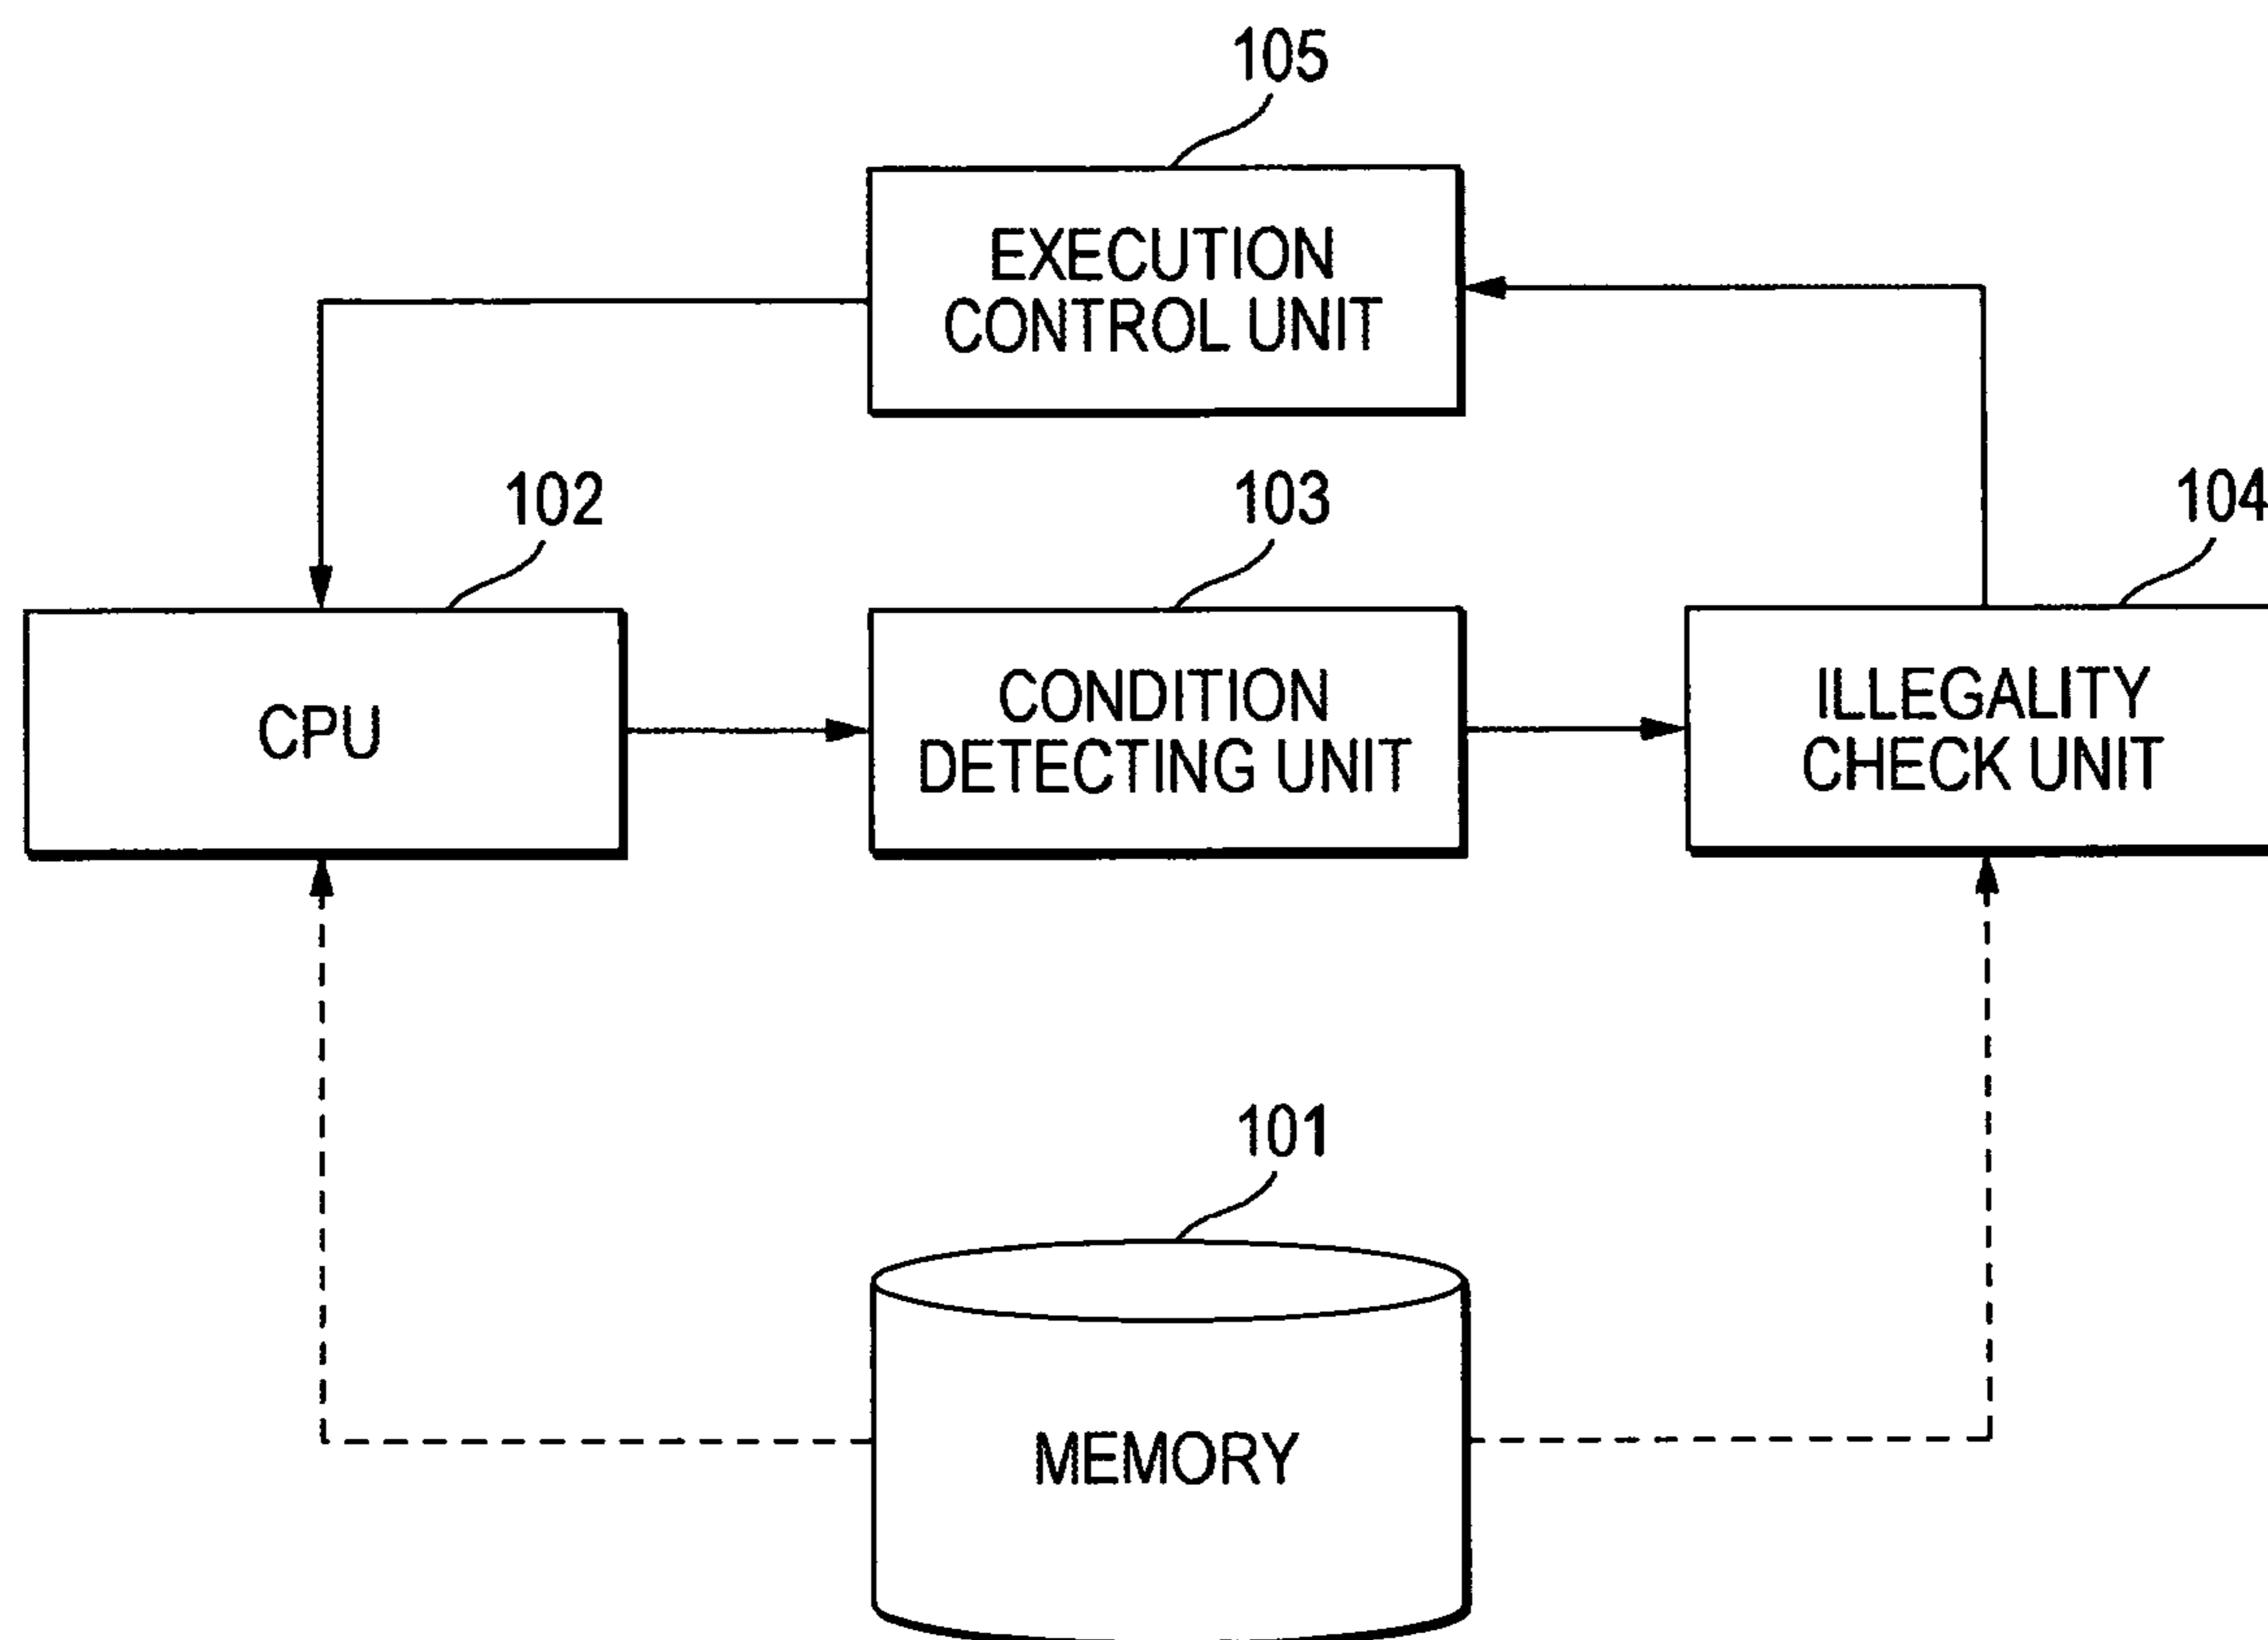 105
EXECUTION
CONTROL UNIT
102
103
104
CPU
CONDITION
DETECTING UNIT
ILLEGALITY
CHECK UNIT
101
MEMORY